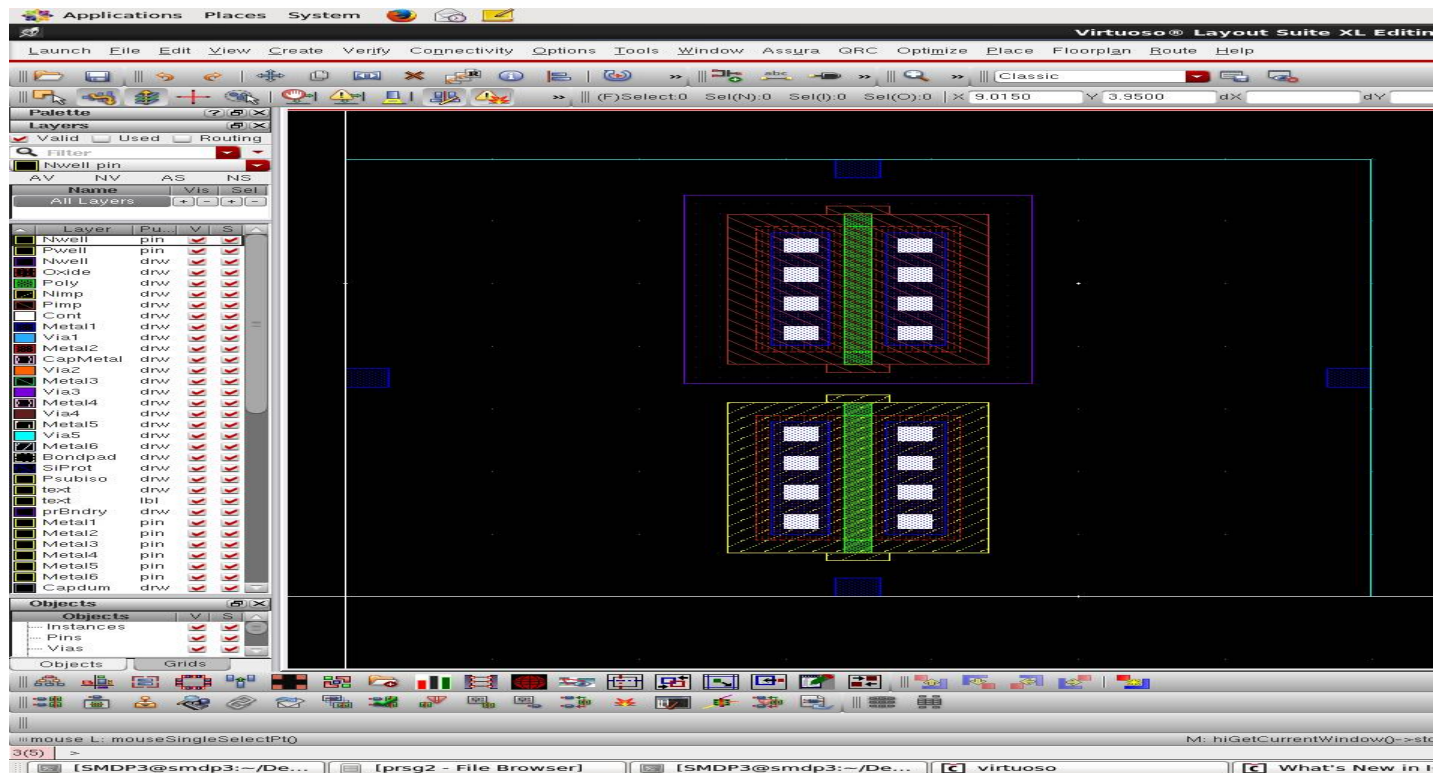 Applications Places System
Virtuoso® Layout Suite XL Editin
Launch File Edit View Create Verify Connectivity Options Tools Window Assura QRC Optimize Place Floorplan Route Help
» abc » » Classic
» (F)Select:0 Sel(N):0 Sel(I):0 Sel(O):0 X 9.0150 Y 3.9500 dX dY
Palette
Layers
Valid Used Routing
Filter
Nwell pin
AV NV AS NS
Name Vis Sel
All Layers + - + -
Layer Pu... V S
Nwell pin
Pwell pin
Nwell drw
Oxide drw
Poly drw
Nimp drw
Pimp drw
Cont drw
Metal1 drw
Via1 drw
Metal2 drw
CapMetal drw
Via2 drw
Metal3 drw
Via3 drw
Metal4 drw
Via4 drw
Metal5 drw
Via5 drw
Metal6 drw
Bondpad drw
SiProt drw
Psubiso drw
text drw
text lbl
prBndry drw
Metal1 pin
Metal2 pin
Metal3 pin
Metal4 pin
Metal5 pin
Metal6 pin
Capdum drw
Objects
Objects V S
Instances
Pins
Vias
Objects Grids
mouse L: mouseSingleSelectPt() M: hiGetCurrentWindow()->sto
3(5) >
[SMDP3@smdp3:~/De... [prsg2 - File Browser] [SMDP3@smdp3:~/De... virtuoso What's New in I